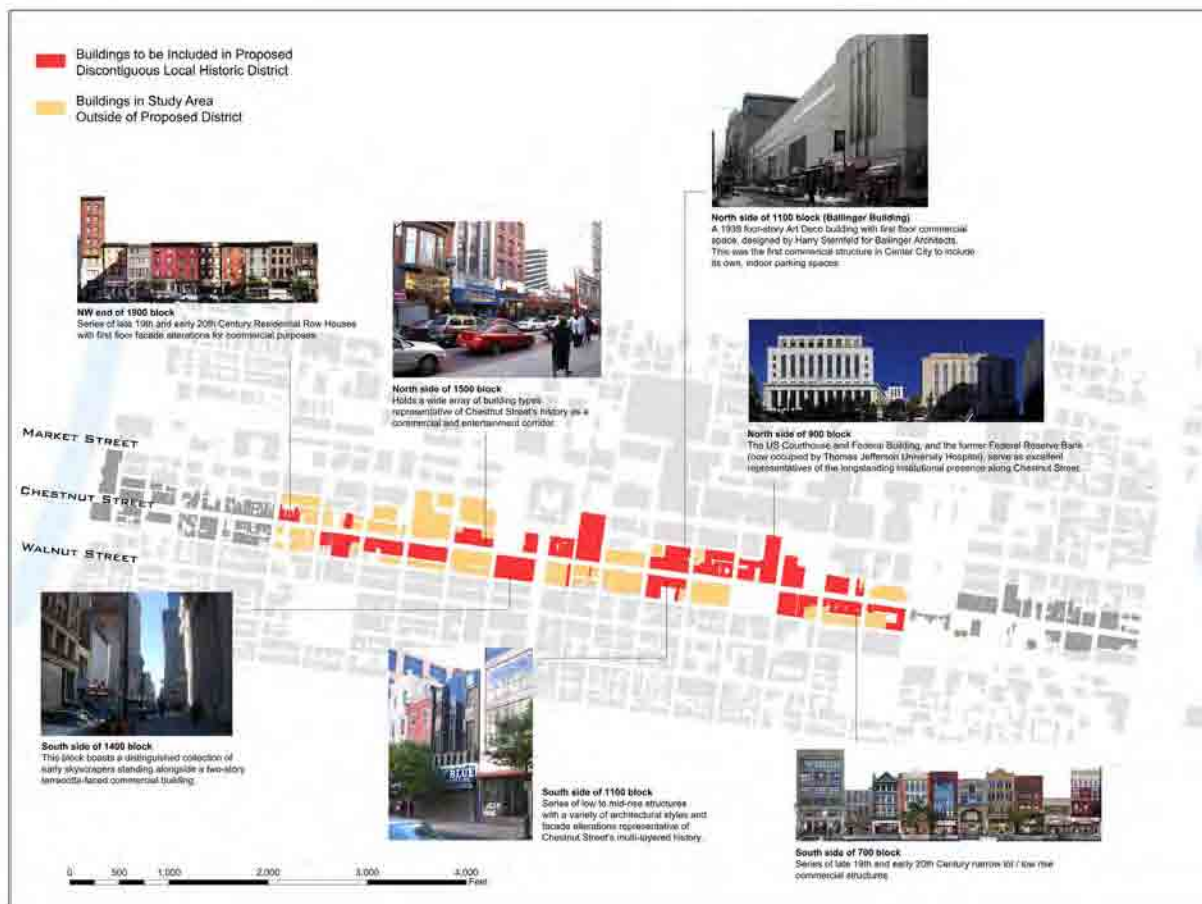 Buildings to be Included in Proposed
Discontiguous Local Historic District
Buildings in Study Area
Outside of Proposed District
North side of 1100 block (Ballinger Building)
A 1938 four-story Art Deco building with first floor commercial
space, designed by Harry Sternfeld for Ballinger Architects.
This was the first commercial structure in Center City to include
its own, indoor parking spaces.
NW end of 1900 block
Series of late 19th and early 20th Century Residential Row Houses
with first floor facade alterations for commercial purposes.
North side of 1500 block
Holds a wide array of building types
representative of Chestnut Street's history as a
commercial and entertainment corridor.
North side of 900 block
The US Courthouse and Federal Building, and the former Federal Reserve Bank
(now occupied by Thomas Jefferson University Hospital), serve as excellent
representatives of the longstanding institutional presence along Chestnut Street.
MARKET STREET
CHESTNUT STREET
WALNUT STREET
South side of 1400 block
This block boasts a distinguished collection of
early skyscrapers standing alongside a two-story
terracotta-faced commercial building.
BLUE
South side of 1100 block
Series of low to mid-rise structures
with a variety of architectural styles and
facade alterations representative of
Chestnut Street's multi-layered history.
South side of 700 block
Series of late 19th and early 20th Century narrow lot / low rise
commercial structures.
0 500 1,000 2,000 3,000 4,000
Feet